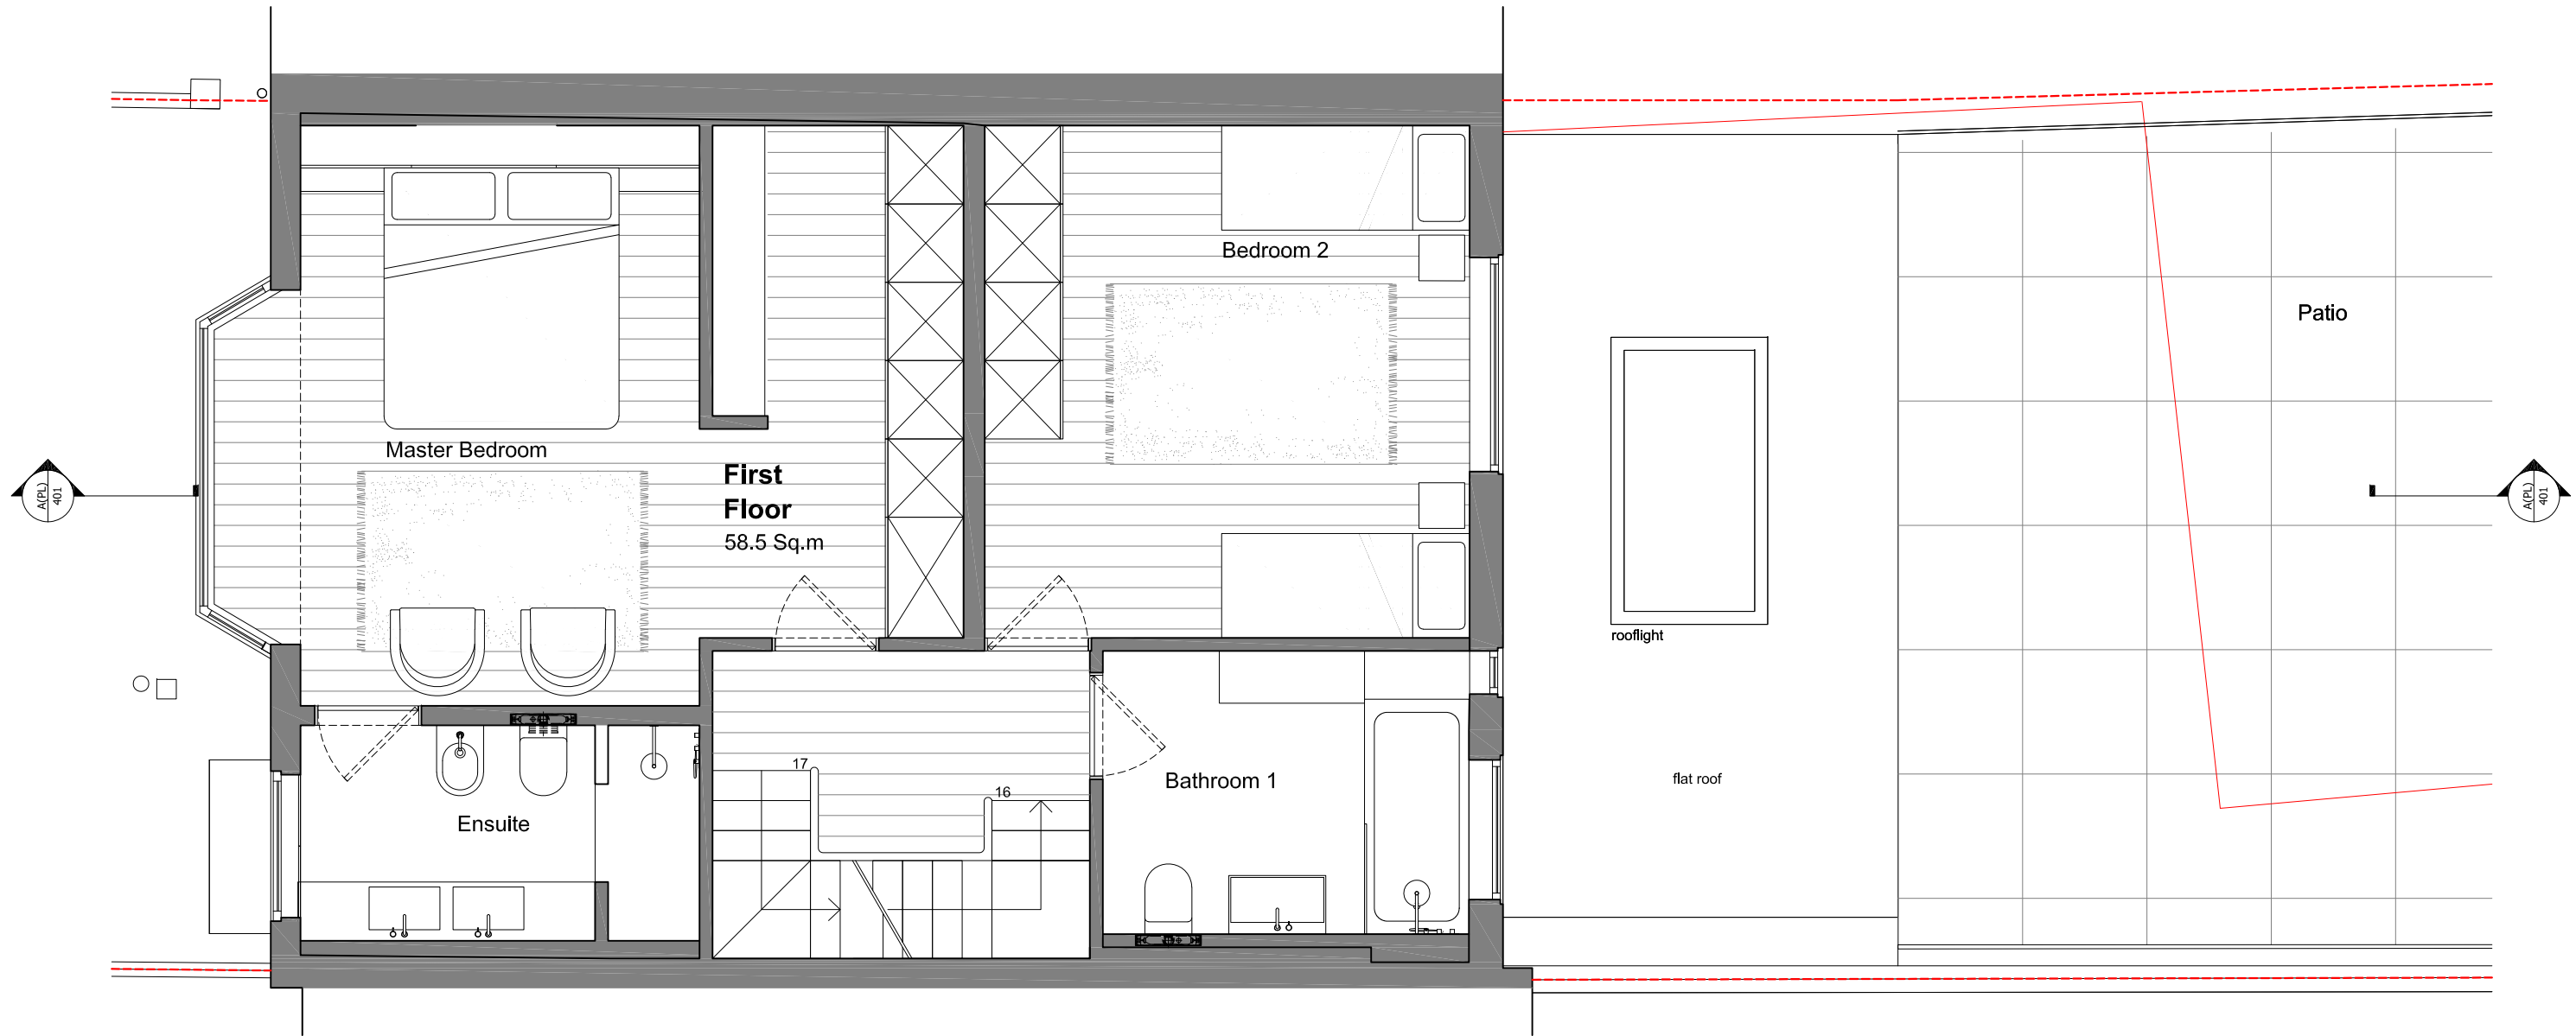 Bedroom 2
Patio
Master Bedroom
First
Floor
58.5 Sq.m
A(PL)
401
A(PL)
401
rooflight
17
16
Bathroom 1
flat roof
Ensuite